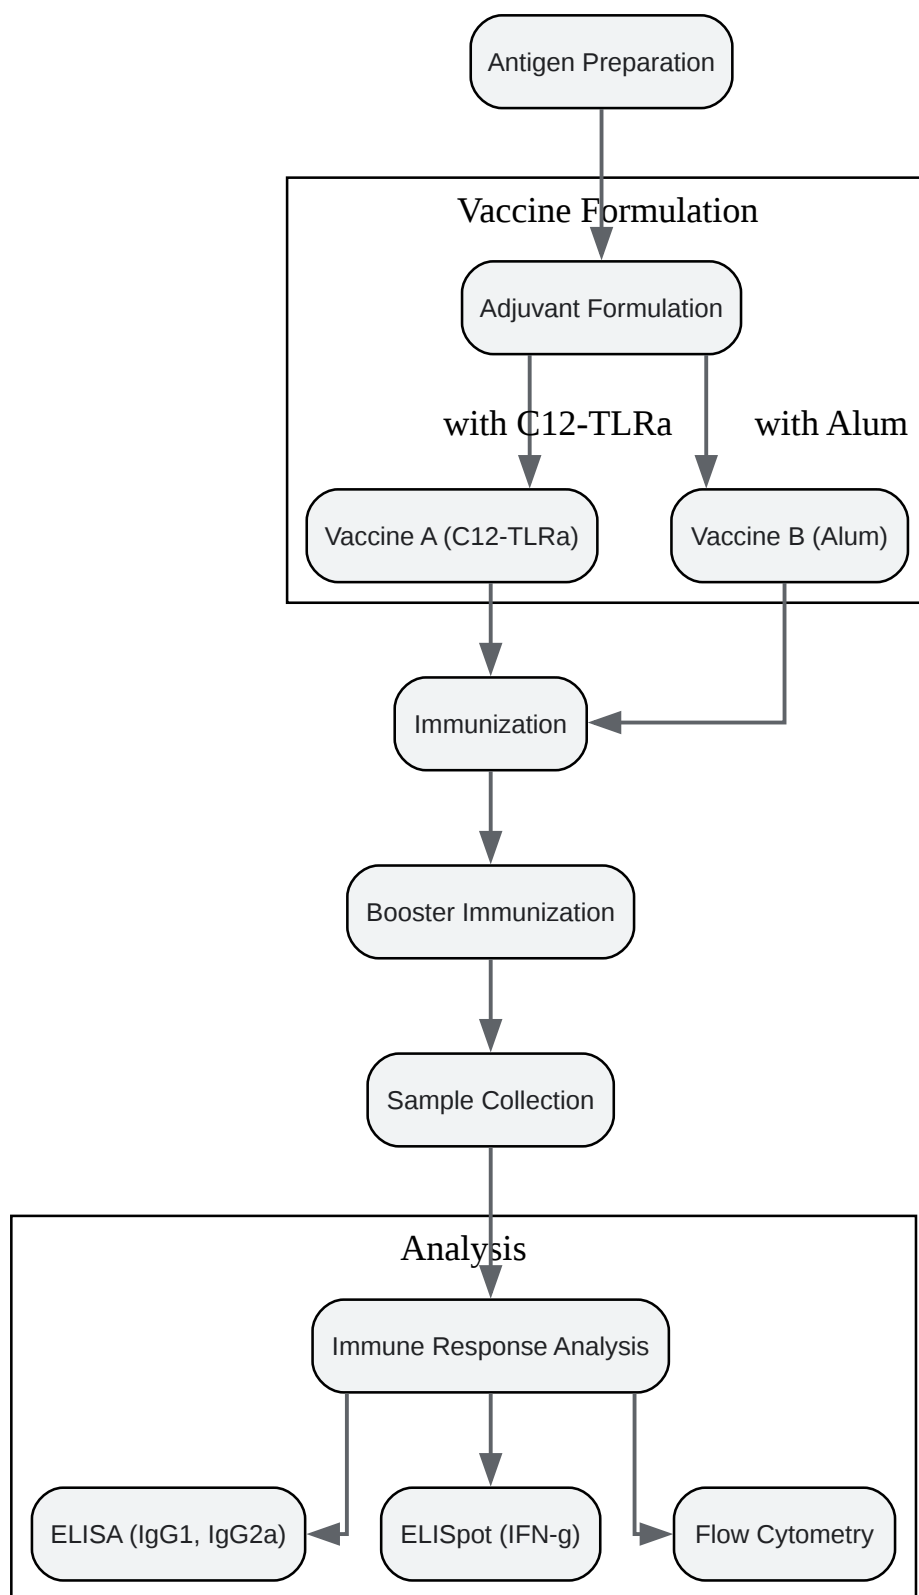 Antigen Preparation
Vaccine Formulation
Adjuvant Formulation
with C12-TLRa
with Alum
Vaccine A (C12-TLRa)
Vaccine B (Alum)
Immunization
Booster Immunization
Sample Collection
Analysis
Immune Response Analysis
ELISA (IgG1, IgG2a)
ELISpot (IFN-g)
Flow Cytometry